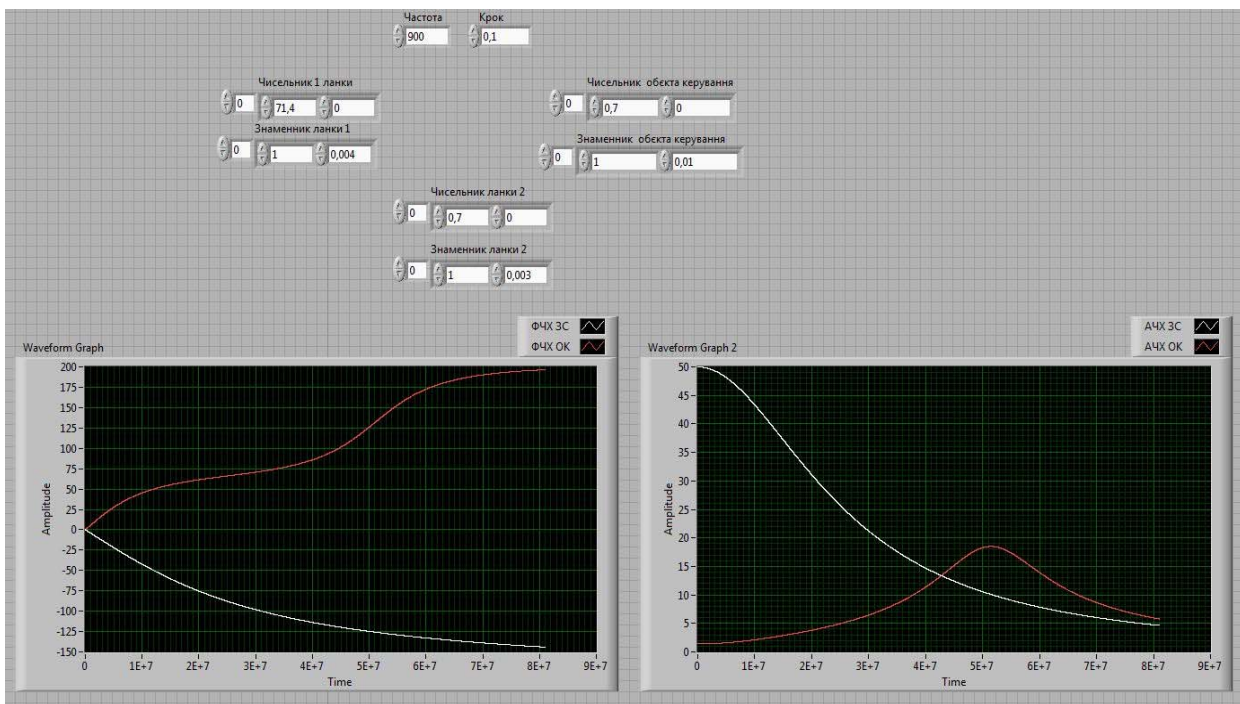 Частота Крок
900 0,1
Чисельник 1 ланки
0 71,4 0
Знаменник ланки 1
0 1 0,004
Чисельник обєкта керування
0 0,7 0
Знаменник обєкта керування
0 1 0,01
Чисельник ланки 2
0 0,7 0
Знаменник ланки 2
0 1 0,003
ФЧХ ЗС
ФЧХ ОК
Waveform Graph
200
175
150
125
100
75
50
25
0
-25
-50
-75
-100
-125
-150
Amplitude
0 1E+7 2E+7 3E+7 4E+7 5E+7 6E+7 7E+7 8E+7 9E+7
Time
АЧХ ЗС
АЧХ ОК
Waveform Graph 2
50
45
40
35
30
25
20
15
10
5
0
Amplitude
0 1E+7 2E+7 3E+7 4E+7 5E+7 6E+7 7E+7 8E+7 9E+7
Time